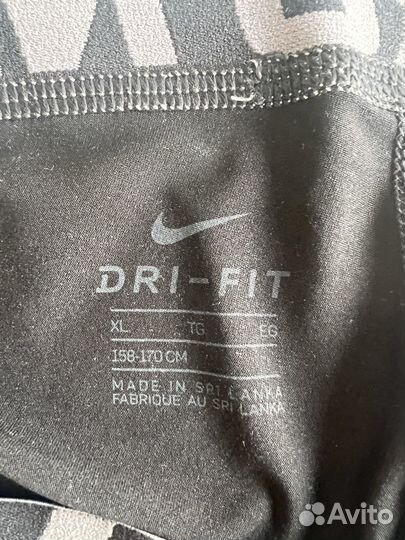 DRI-FIT
XL TG EG
158-170 CM
MADE IN SRI LANKA
FABRIQUE AU SRI LANKA
Avito